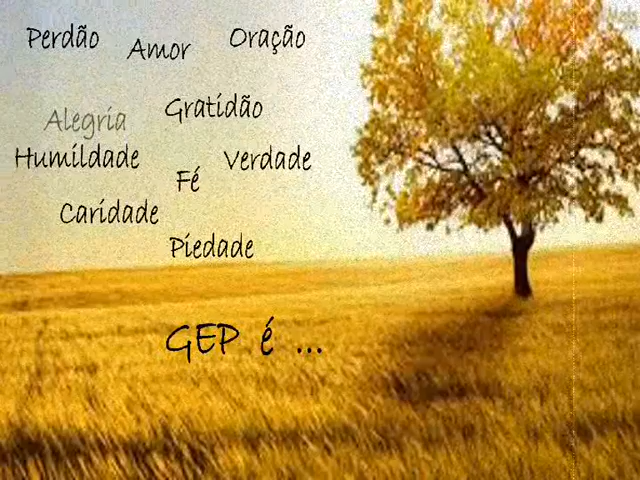 Perdão Amor Oração
Alegria Gratidão
Humildade Fé Verdade
Caridade
Piedade
GEP é ...